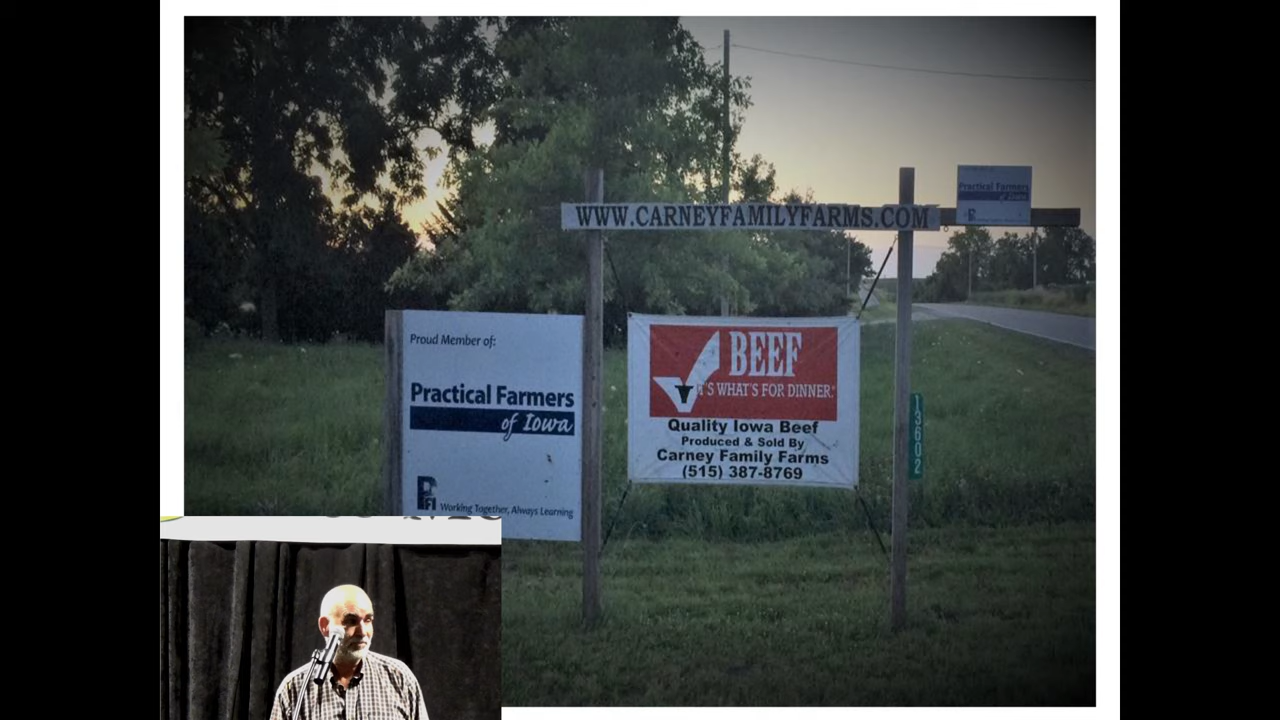 WWW.CARNEYFAMILYFARMS.COM
Practical Farmers
of Iowa
Proud Member of:
Practical Farmers
of Iowa
PFI Working Together, Always Learning
BEEF
IT'S WHAT'S FOR DINNER.®
Quality Iowa Beef
Produced & Sold By
Carney Family Farms
(515) 387-8769
13602